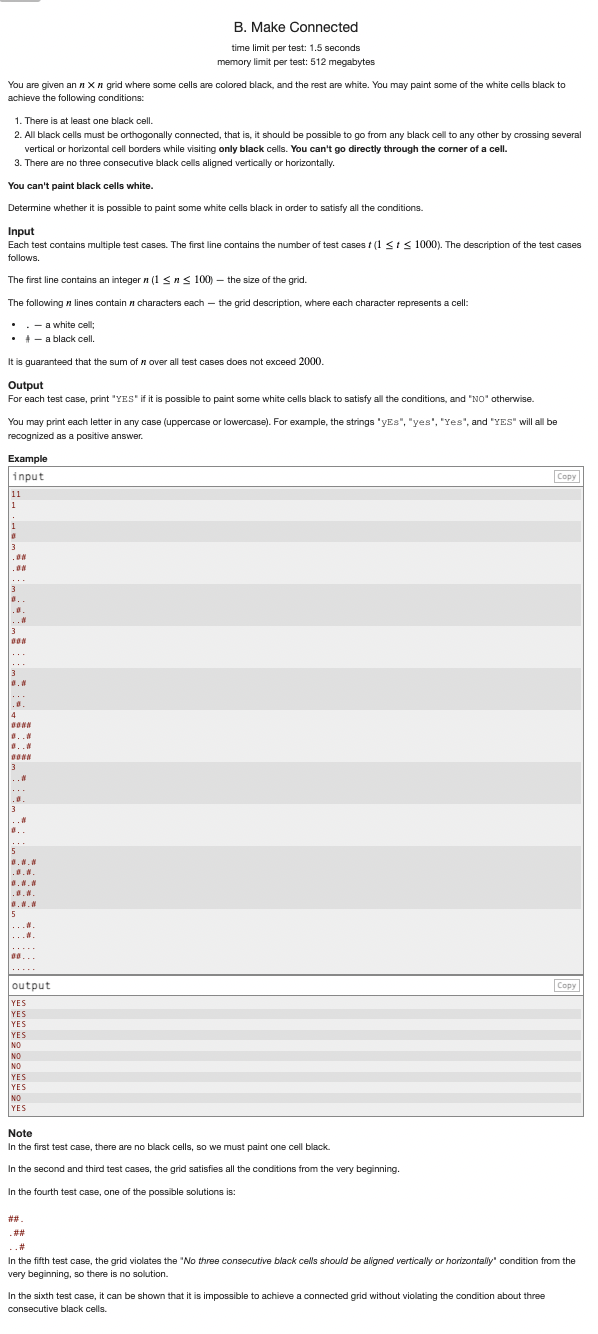 B. Make Connected
time limit per test: 1.5 seconds
memory limit per test: 512 megabytes
You are given an n × n grid where some cells are colored black, and the rest are white. You may paint some of the white cells black to
achieve the following conditions:
1. There is at least one black cell.
2. All black cells must be orthogonally connected, that is, it should be possible to go from any black cell to any other by crossing several
vertical or horizontal cell borders while visiting only black cells. You can't go directly through the corner of a cell.
3. There are no three consecutive black cells aligned vertically or horizontally.
You can't paint black cells white.
Determine whether it is possible to paint some white cells black in order to satisfy all the conditions.
Input
Each test contains multiple test cases. The first line contains the number of test cases t (1 ≤ t ≤ 1000). The description of the test cases
follows.
The first line contains an integer n (1 ≤ n ≤ 100) — the size of the grid.
The following n lines contain n characters each — the grid description, where each character represents a cell:
• . — a white cell;
• # — a black cell.
It is guaranteed that the sum of n over all test cases does not exceed 2000.
Output
For each test case, print "YES" if it is possible to paint some white cells black to satisfy all the conditions, and "NO" otherwise.
You may print each letter in any case (uppercase or lowercase). For example, the strings "yEs", "yes", "Yes", and "YES" will all be
recognized as a positive answer.
Example
input
Copy
11
1
.
1
#
3
.##
.##
...
3
#..
.#.
..#
3
###
...
...
3
#.#
...
.#.
4
####
#..#
#..#
####
3
..#
...
.#.
3
..#
#..
...
5
#.#.#
.#.#.
#.#.#
.#.#.
#.#.#
5
...#.
...#.
.....
##...
.....
output
Copy
YES
YES
YES
YES
NO
NO
NO
YES
YES
NO
YES
Note
In the first test case, there are no black cells, so we must paint one cell black.
In the second and third test cases, the grid satisfies all the conditions from the very beginning.
In the fourth test case, one of the possible solutions is:
##.
.##
..#
In the fifth test case, the grid violates the "No three consecutive black cells should be aligned vertically or horizontally" condition from the
very beginning, so there is no solution.
In the sixth test case, it can be shown that it is impossible to achieve a connected grid without violating the condition about three
consecutive black cells.